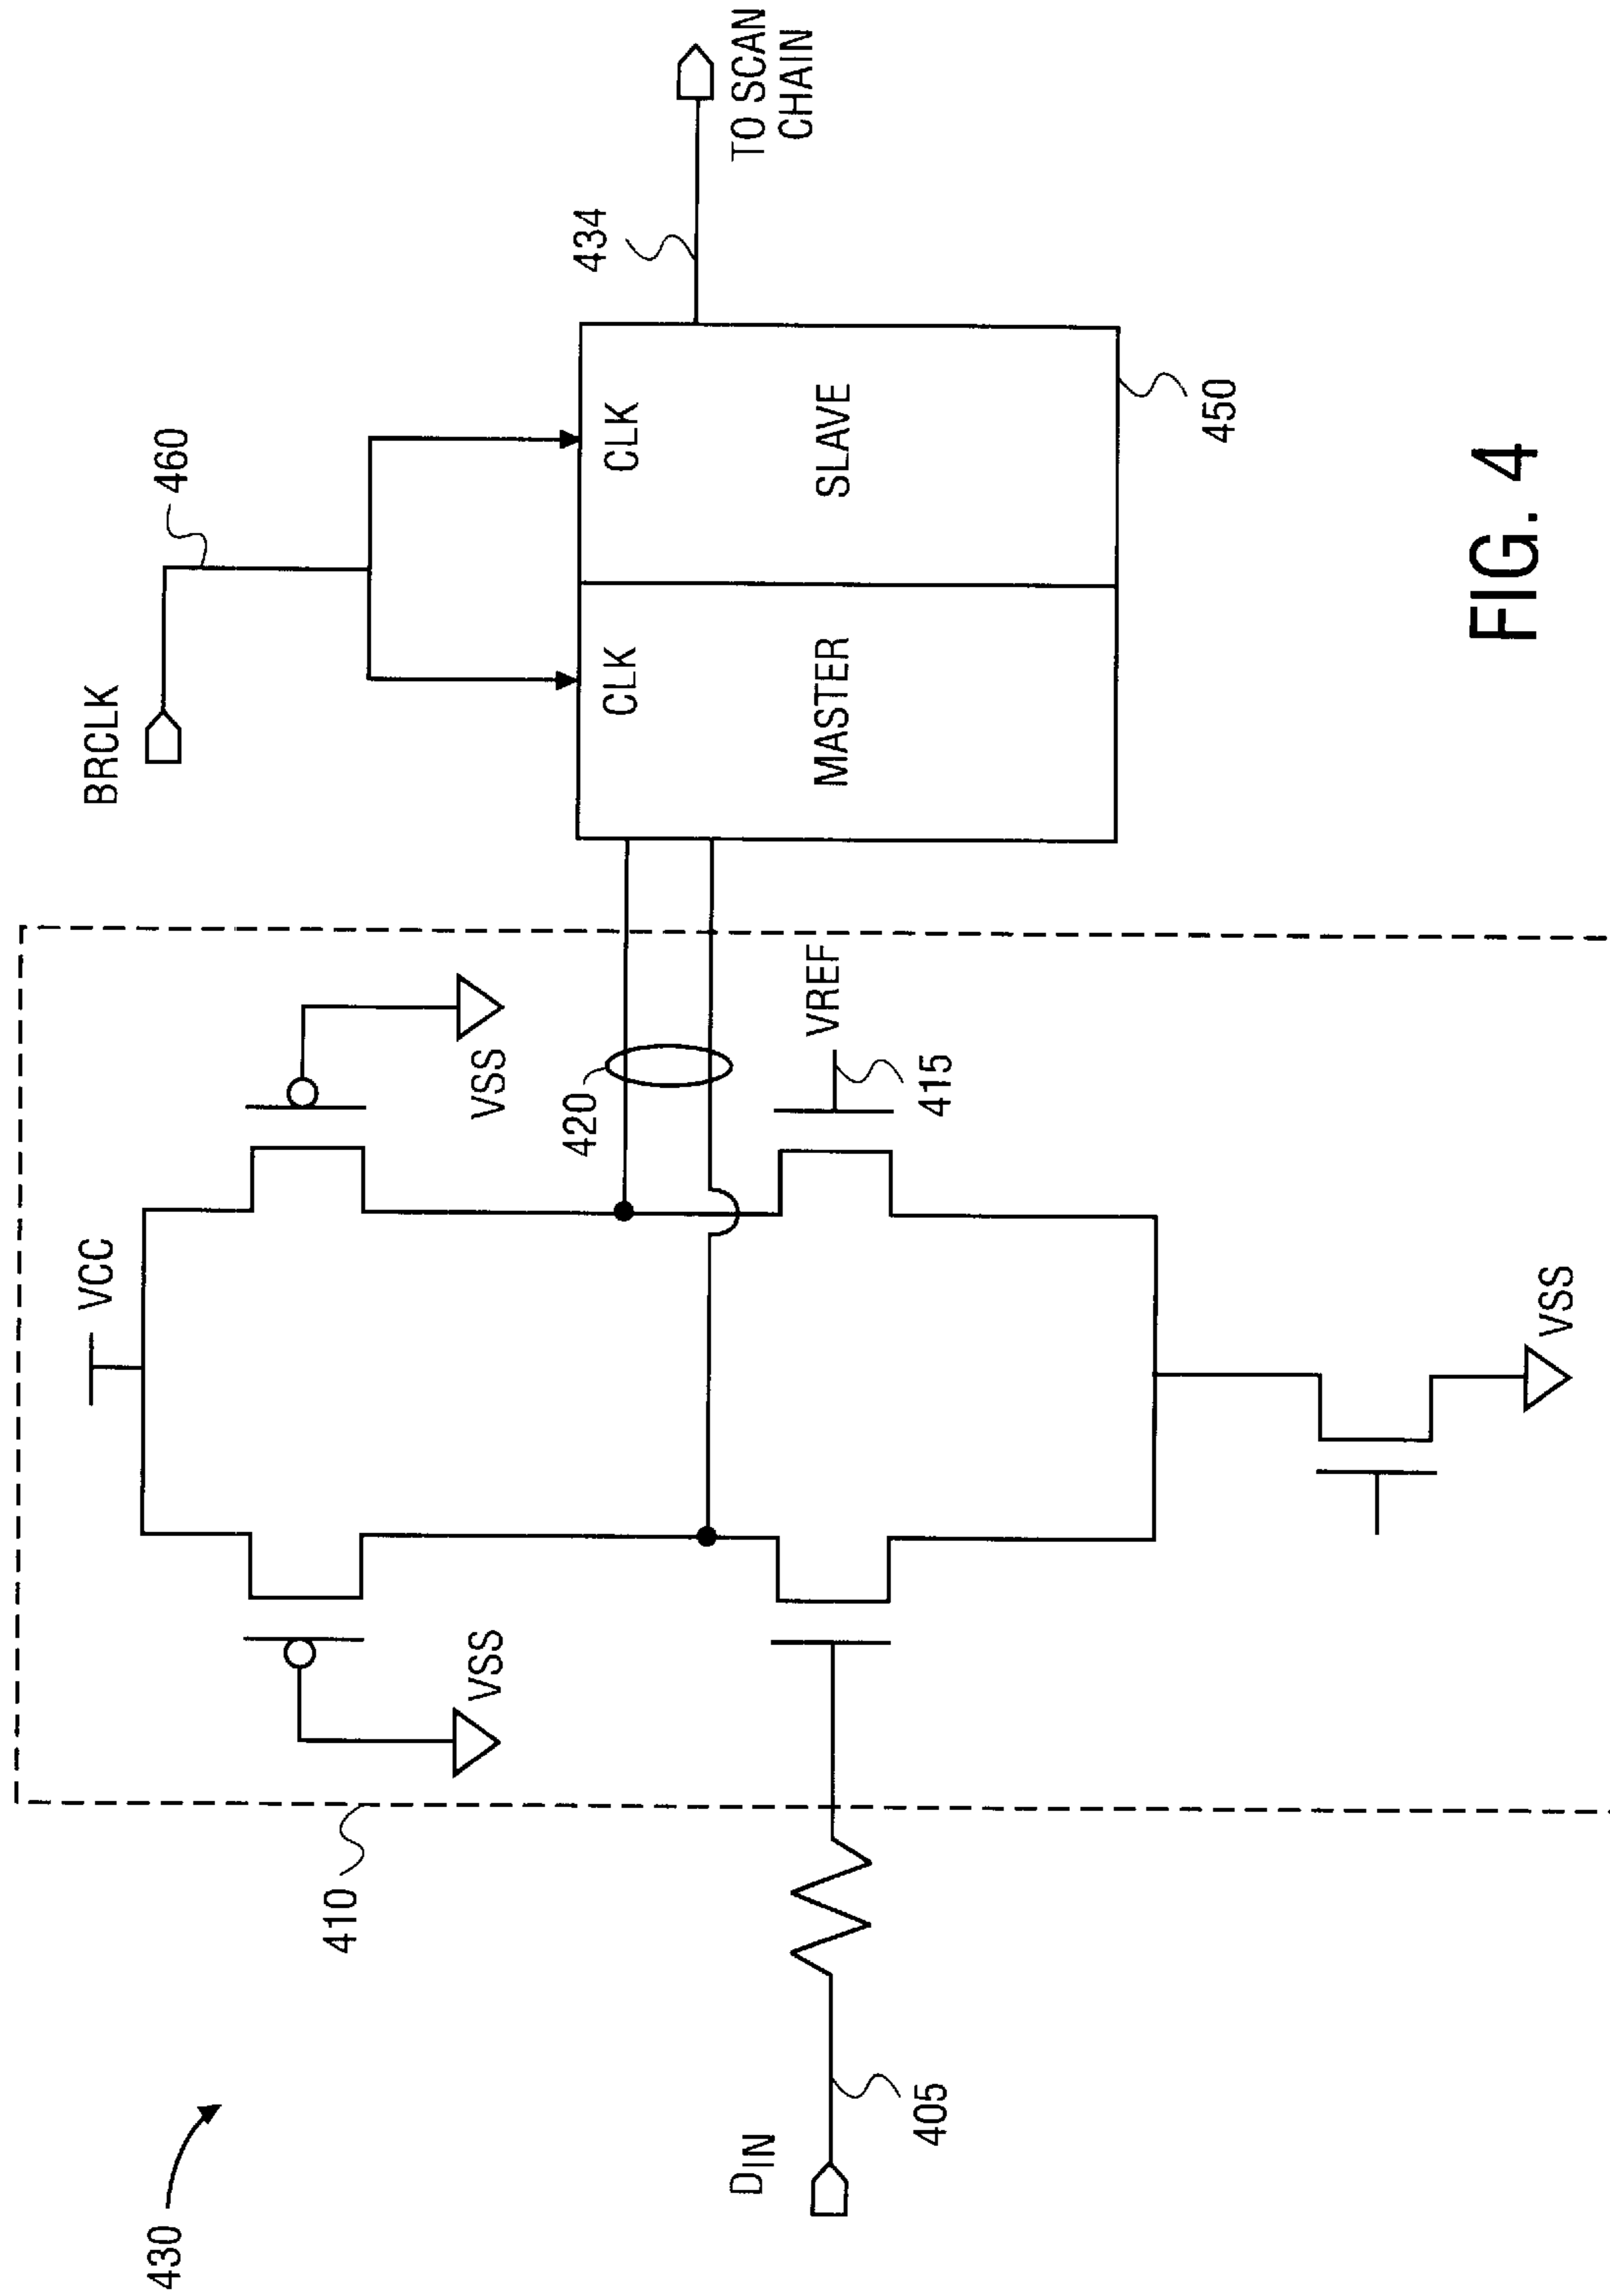 430
DIN
405
410
VCC
VSS
VSS
420
VREF
415
VSS
BRCLK
460
CLK
CLK
MASTER
SLAVE
450
434
TO SCAN
CHAIN
FIG. 4